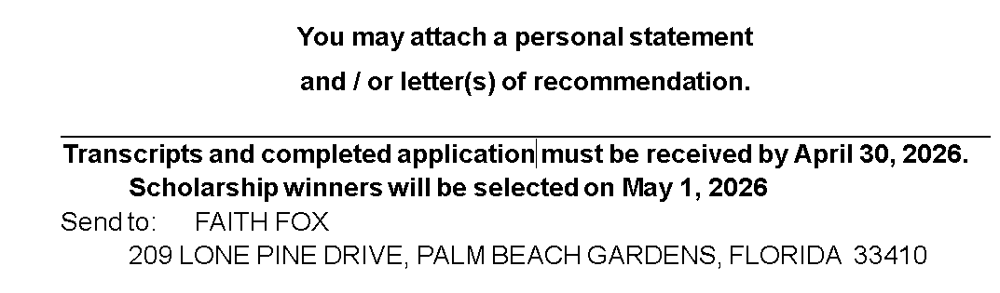 You may attach a personal statement
and / or letter(s) of recommendation.
Transcripts and completed application must be received by April 30, 2026.
Scholarship winners will be selected on May 1, 2026
Send to: FAITH FOX
209 LONE PINE DRIVE, PALM BEACH GARDENS, FLORIDA 33410